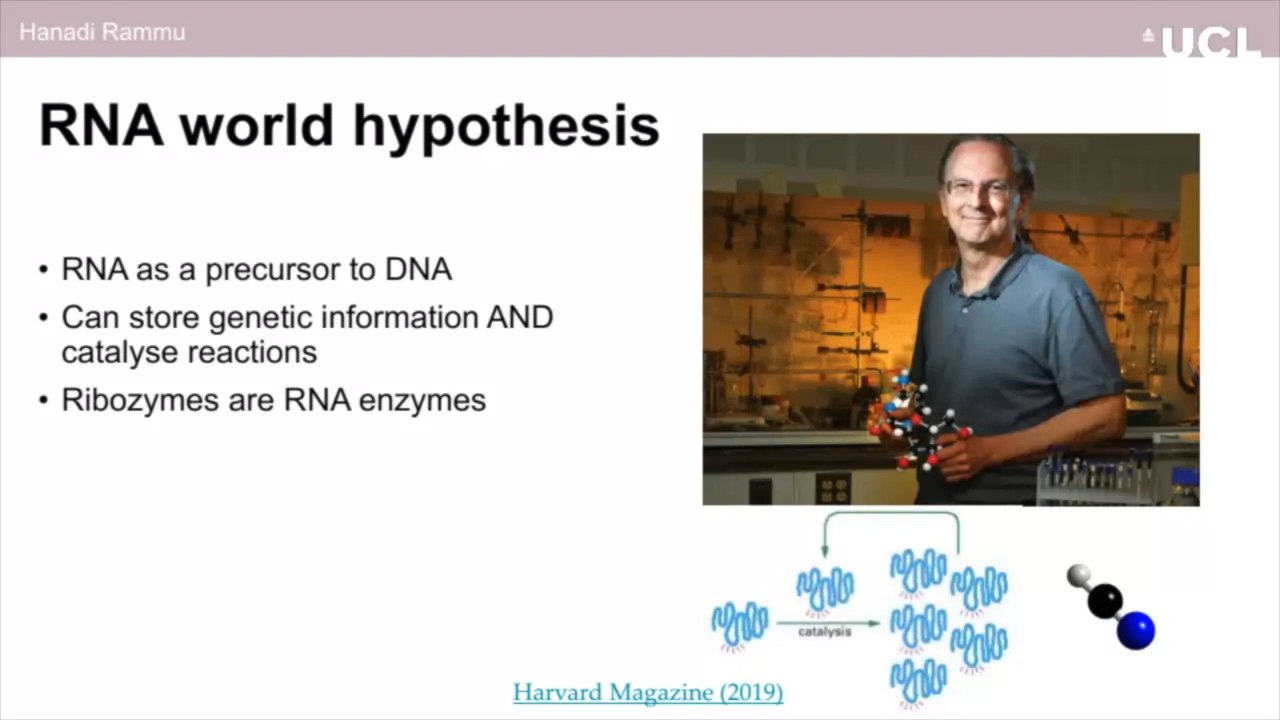 Hanadi Rammu
UCL
RNA world hypothesis
• RNA as a precursor to DNA
• Can store genetic information AND
catalyse reactions
• Ribozymes are RNA enzymes
catalysis
Harvard Magazine (2019)